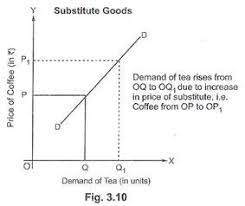 Substitute Goods
Y
D
P₁
Price of Coffee (in ₹)
P
Demand of tea rises from
OQ to OQ₁ due to increase
in price of substitute, i.e.
Coffee from OP to OP₁
D
O
Q
Q₁
X
Demand of Tea (in units)
Fig. 3.10